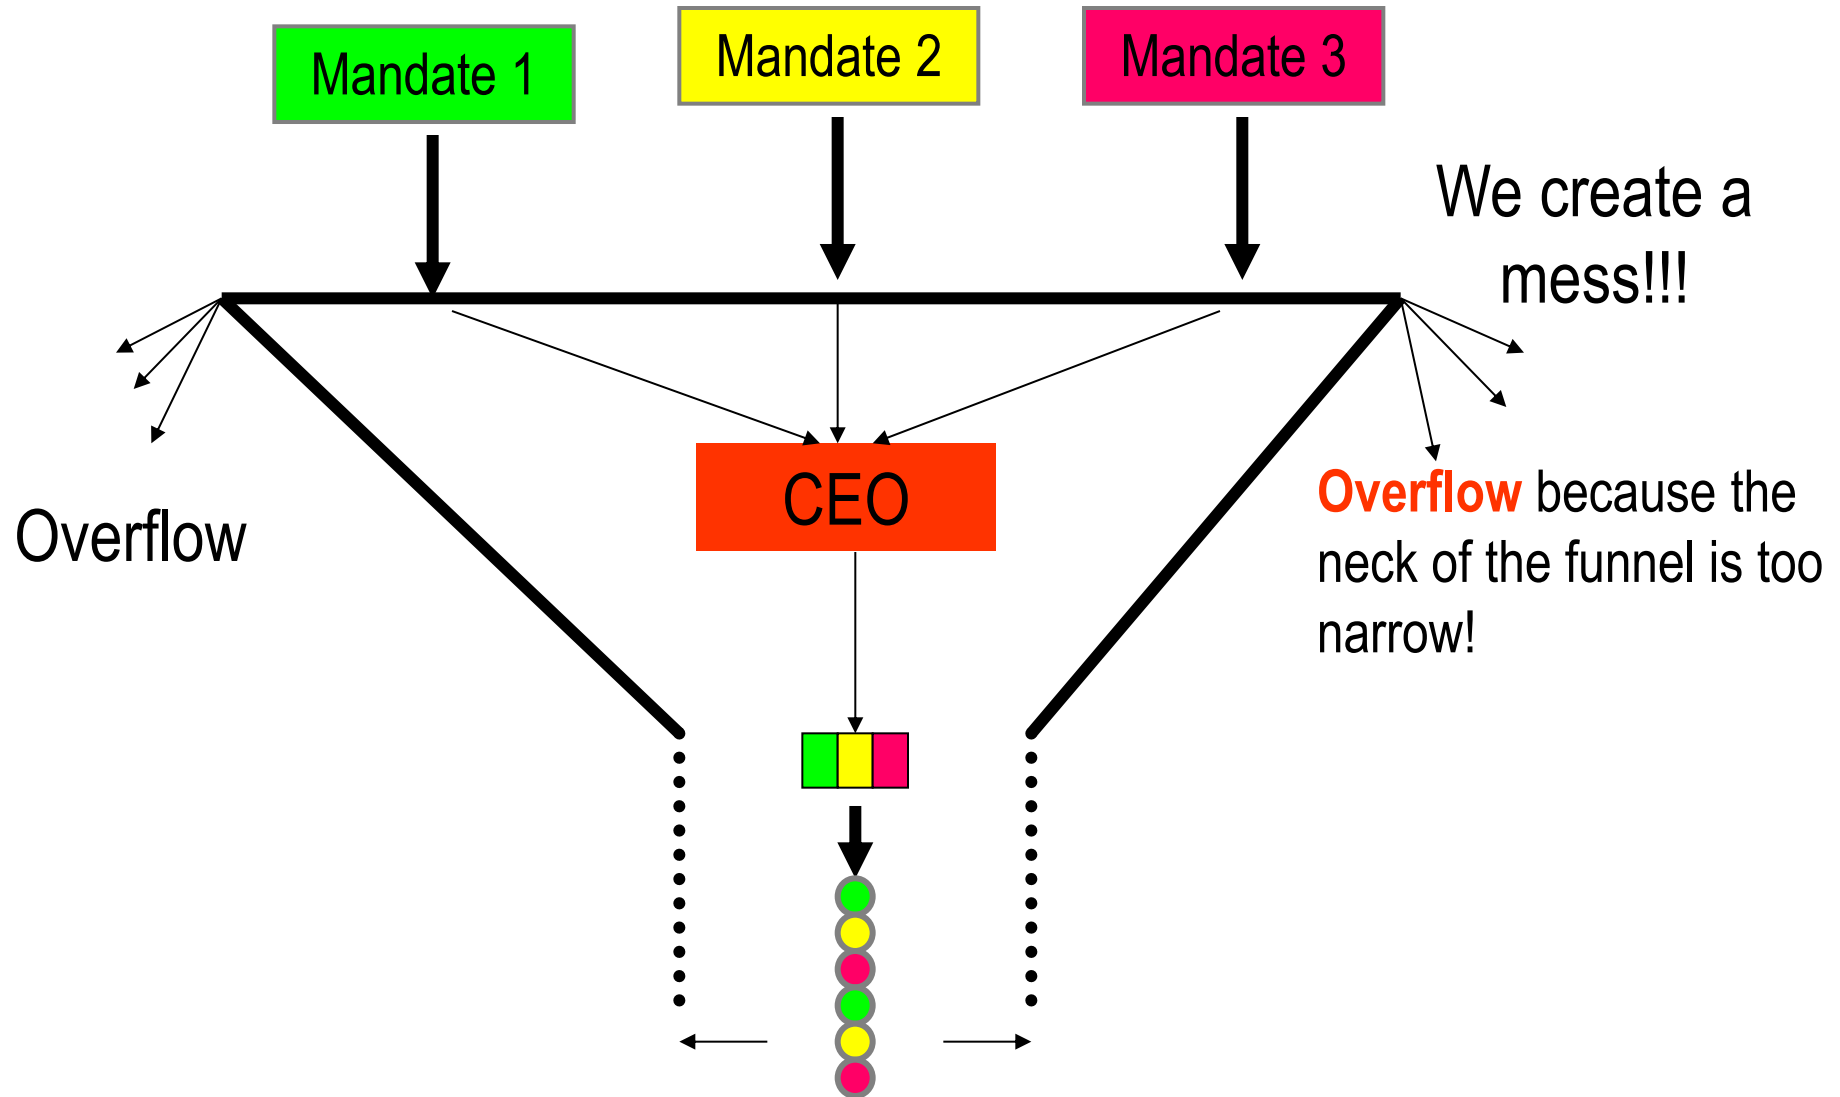 Mandate 1
Mandate 2
Mandate 3
We create a
mess!!!
CEO
Overflow
Overflow because the
neck of the funnel is too
narrow!